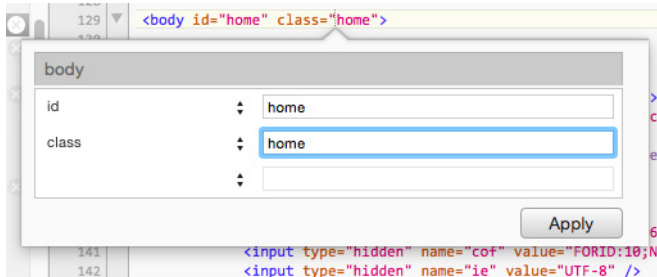 129 <body id="home" class="home">
body
id home
class home
Apply
141 <input type="hidden" name="cof" value="FORID:10;N
142 <input type="hidden" name="ie" value="UTF-8" />